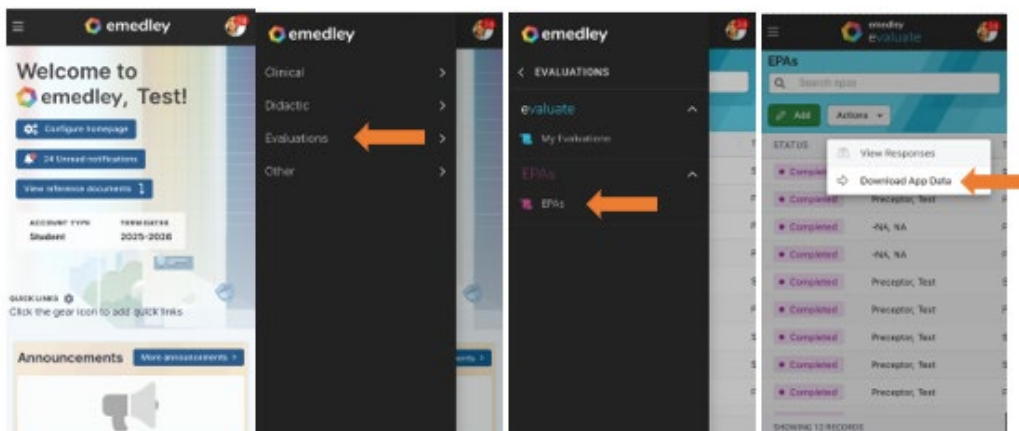 emedley
Welcome to
emedley, Test!
Configure homepage
24 Unread notifications
View reference documents
ACCOUNT TYPE
Student
TERM DATES
2025-2026
QUICK LINKS
Click the gear icon to add quick links
Announcements
More announcements >
emedley
Clinical
Didactic
Evaluations
Other
emedley
< EVALUATIONS
evaluate
My Evaluations
EPAs
EPAs
emedley
evaluate
EPAs
Search epas
Add
Actions
STATUS
View Responses
Download App Data
Completed
Completed Preceptor, Test
Completed -NA, NA
Completed -NA, NA
Completed Preceptor, Test
Completed Preceptor, Test
Completed Preceptor, Test
Completed Preceptor, Test
Completed Preceptor, Test
SHOWING 12 RECORDS